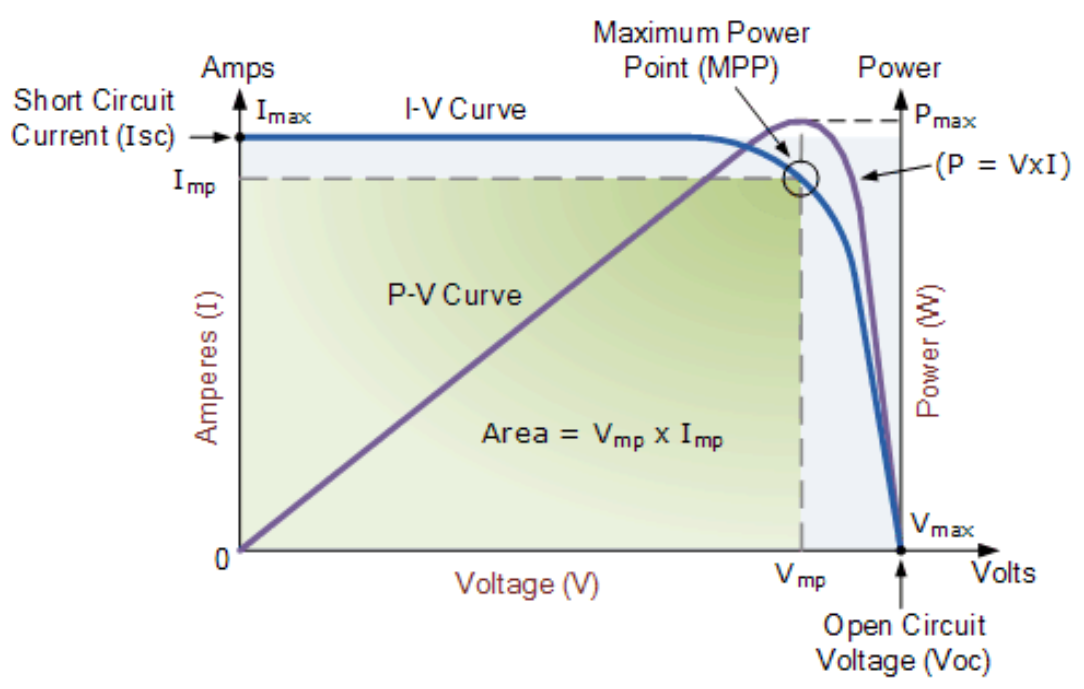 Maximum Power
Point (MPP)
Amps
Power
Short Circuit
Current (Isc)
Imax
I-V Curve
Pmax
(P = VxI)
Imp
P-V Curve
Amperes (I)
Power (W)
Area = Vmp x Imp
Vmax
0
Voltage (V)
Vmp
Volts
Open Circuit
Voltage (Voc)